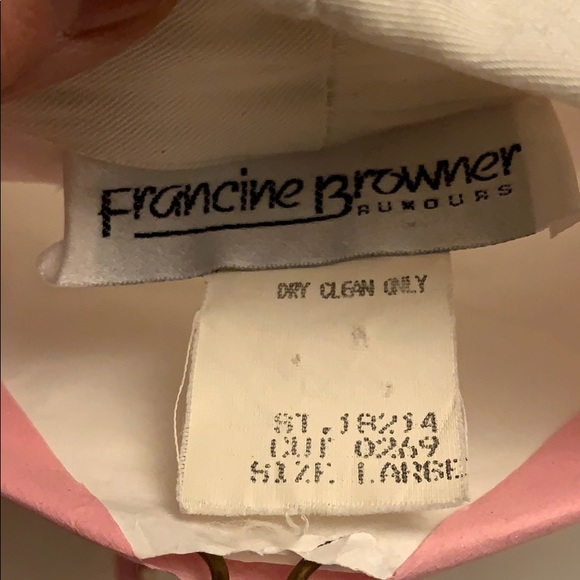 Francine Browner
RUMOURS
DRY CLEAN ONLY
ST.18214
CUT 0269
SIZE LARGE